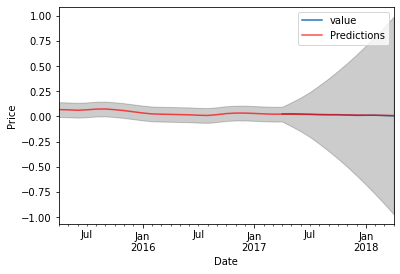 1.00
0.75
0.50
0.25
0.00
−0.25
−0.50
−0.75
−1.00
Price
value
Predictions
Jul
Jan
2016
Jul
Jan
2017
Jul
Jan
2018
Date